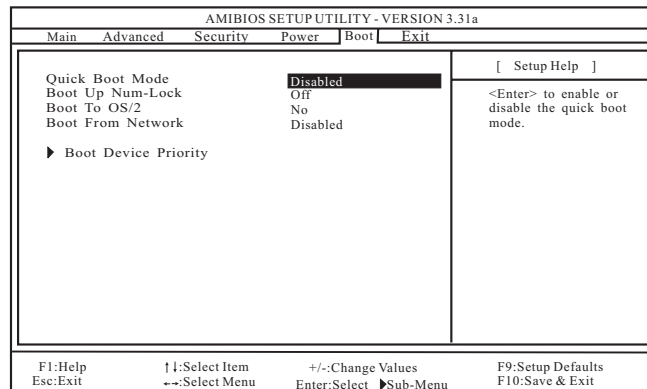 AMIBIOS SETUP UTILITY - VERSION 3.31a
Main Advanced Security Power Boot Exit
Quick Boot Mode Disabled
Boot Up Num-Lock Off
Boot To OS/2 No
Boot From Network Disabled
▶ Boot Device Priority
[ Setup Help ]
<Enter> to enable or
disable the quick boot
mode.
F1:Help ↑↓:Select Item +/-:Change Values F9:Setup Defaults
Esc:Exit ←→:Select Menu Enter:Select ▶Sub-Menu F10:Save & Exit